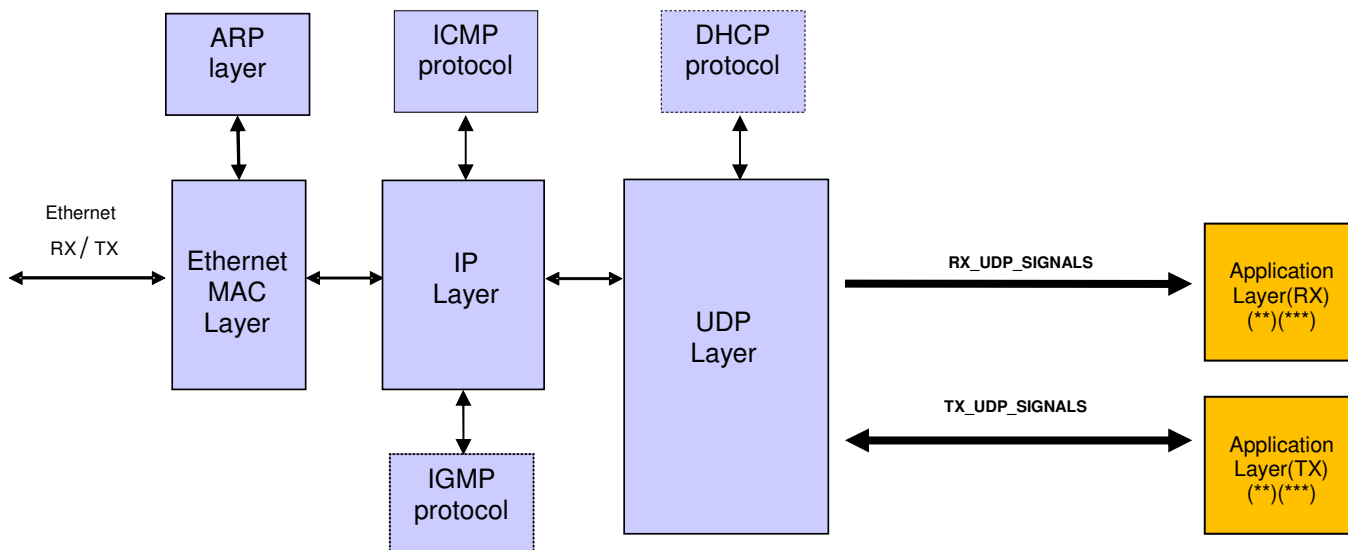 ARP
layer
ICMP
protocol
DHCP
protocol
Ethernet
RX / TX
Ethernet
MAC
Layer
IP
Layer
UDP
Layer
RX_UDP_SIGNALS
Application
Layer(RX)
(**)(***)
TX_UDP_SIGNALS
Application
Layer(TX)
(**)(***)
IGMP
protocol